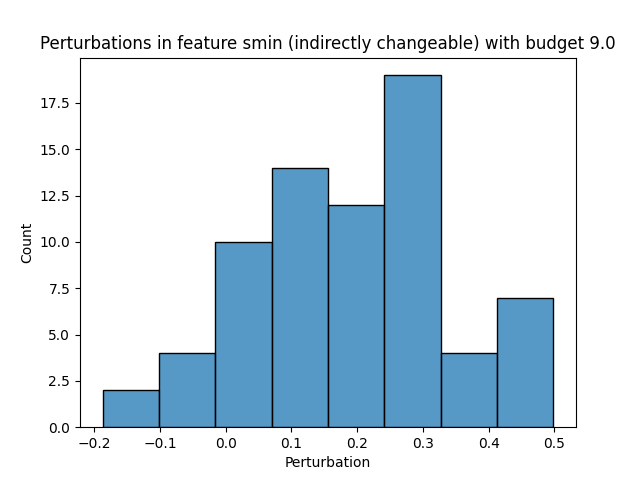 Perturbations in feature smin (indirectly changeable) with budget 9.0
17.5
15.0
12.5
10.0
7.5
5.0
2.5
0.0
Count
−0.2 −0.1 0.0 0.1 0.2 0.3 0.4 0.5
Perturbation